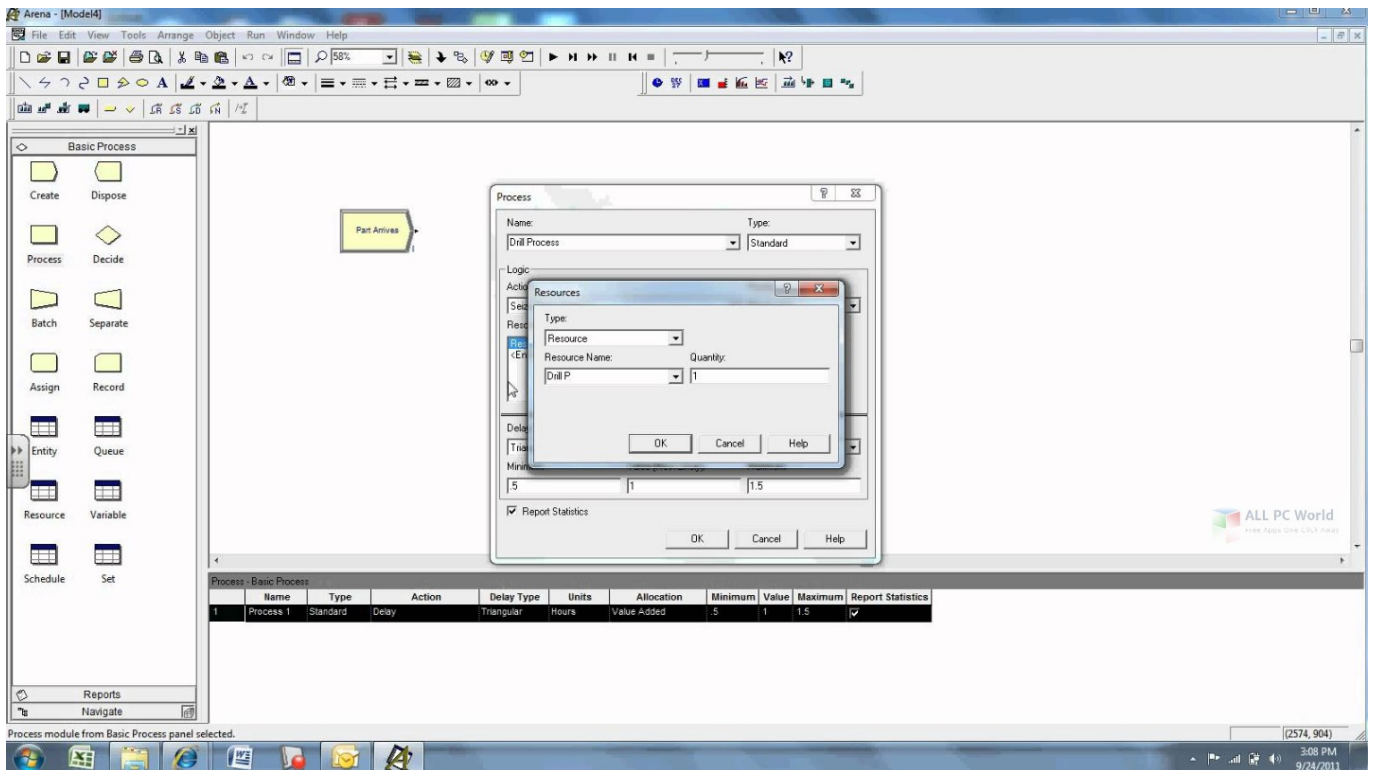 Arena - [Model4]
File Edit View Tools Arrange Object Run Window Help
58%
Basic Process
Create Dispose
Process Decide
Batch Separate
Assign Record
Entity Queue
Resource Variable
Schedule Set
Reports
Navigate
Part Arrives
Process
Name: Type:
Drill Process Standard
Logic
Resources
Type:
Resource
Resource Name: Quantity:
Drill P 1
OK Cancel Help
.5 1 1.5
Report Statistics
OK Cancel Help
ALL PC World
Free Apps One Click Away
Process - Basic Process
Name Type Action Delay Type Units Allocation Minimum Value Maximum Report Statistics
1 Process 1 Standard Delay Triangular Hours Value Added .5 1 1.5
Process module from Basic Process panel selected.
(2574, 904)
3:08 PM
9/24/2011